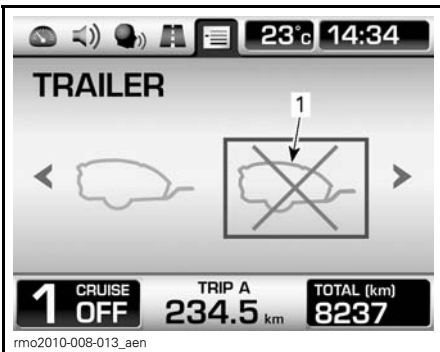 23°c 14:34
TRAILER
1
1 CRUISE OFF TRIP A 234.5 km TOTAL (km) 8237
rmo2010-008-013_aen